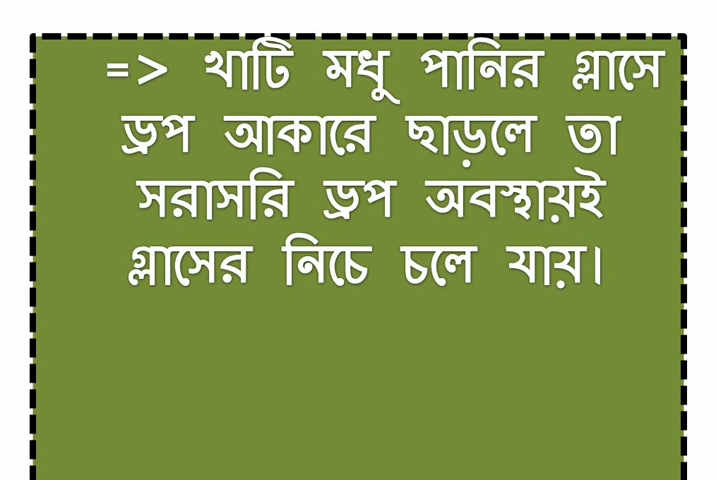 => খাটি মধু পানির গ্লাসে
ড্রপ আকারে ছাড়লে তা
সরাসরি ড্রপ অবস্থায়ই
গ্লাসের নিচে চলে যায়।